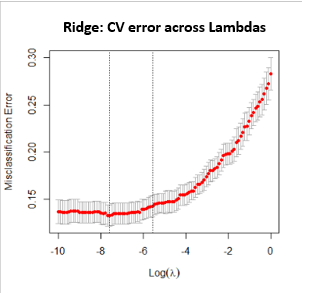 Ridge: CV error across Lambdas
Misclassification Error
0.30
0.25
0.20
0.15
-10 -8 -6 -4 -2 0
Log(λ)